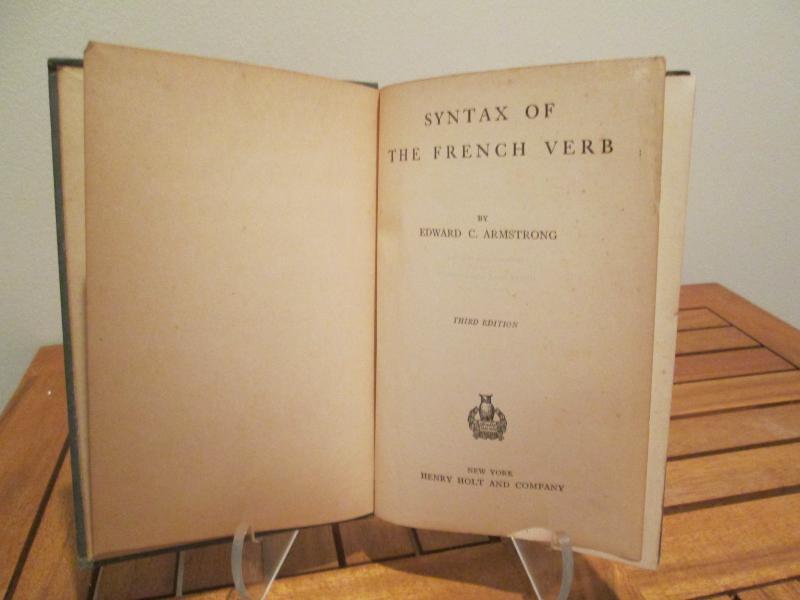 SYNTAX OF
THE FRENCH VERB
BY
EDWARD C. ARMSTRONG
THIRD EDITION
NEW YORK
HENRY HOLT AND COMPANY